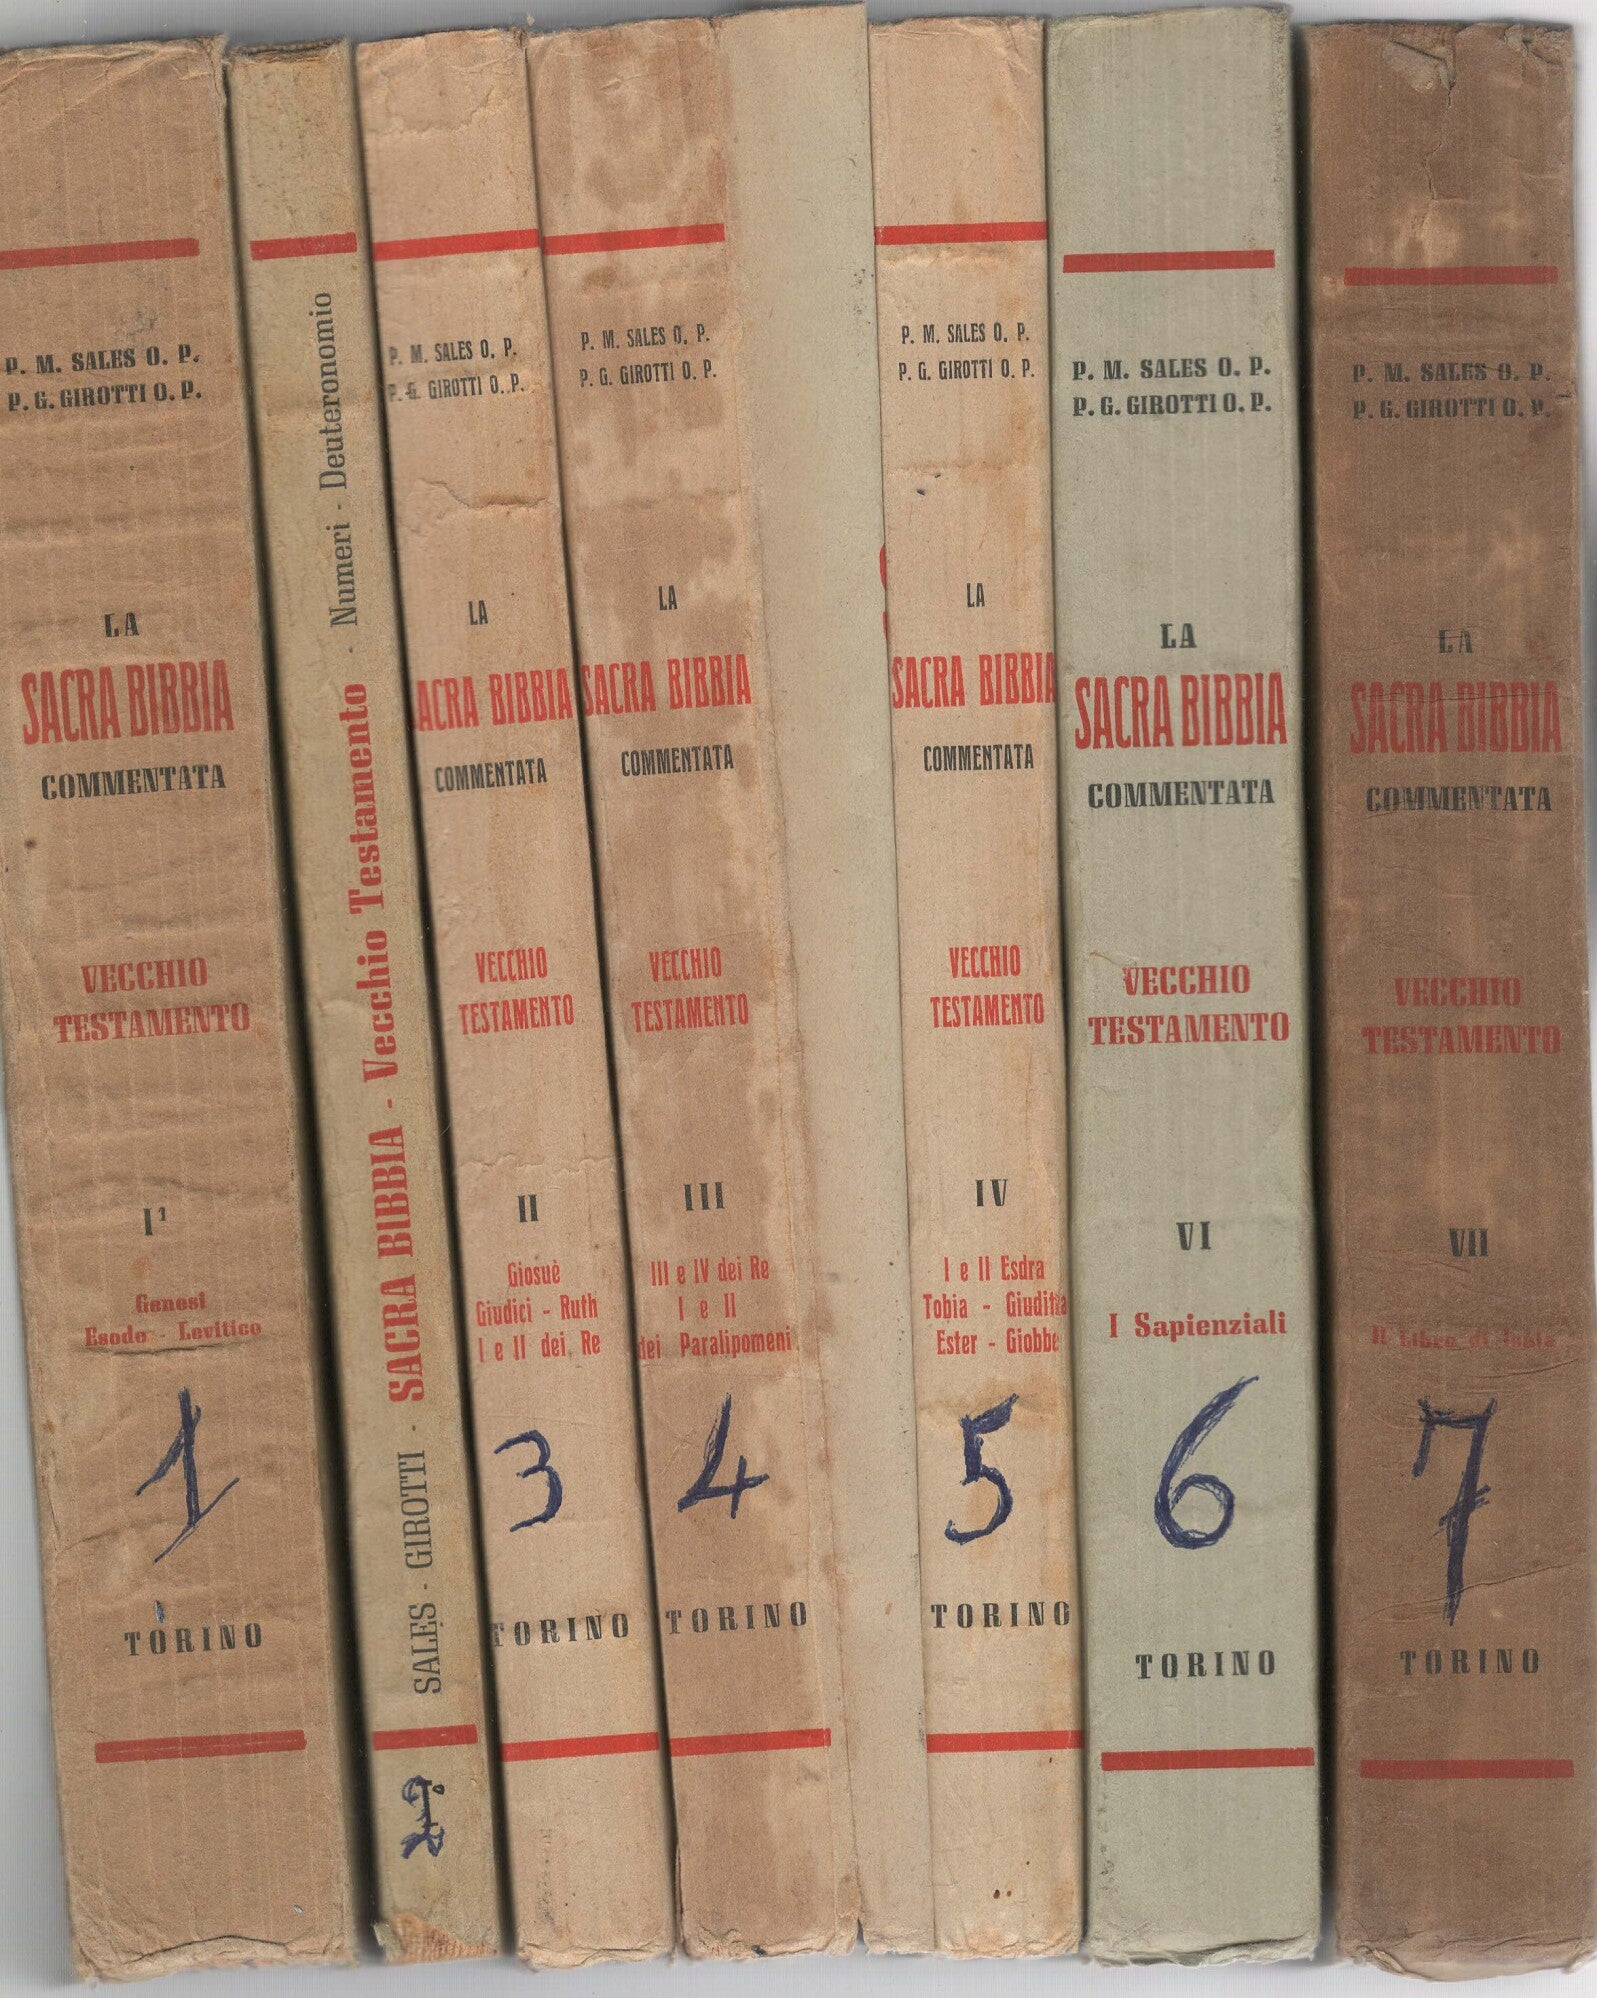 P. M. SALES O. P.
P. G. GIROTTI O. P.
LA
SACRA BIBBIA
COMMENTATA
VECCHIO
TESTAMENTO
I¹
Genesi
Esodo - Levitico
1
TORINO
SALES - GIROTTI - SACRA BIBBIA - Vecchio Testamento - Numeri - Deuteronomio
2
P. M. SALES O. P.
P. G. GIROTTI O. P.
LA
SACRA BIBBIA
COMMENTATA
VECCHIO
TESTAMENTO
II
Giosuè
Giudici - Ruth
I e II dei Re
3
TORINO
P. M. SALES O. P.
P. G. GIROTTI O. P.
LA
SACRA BIBBIA
COMMENTATA
VECCHIO
TESTAMENTO
III
III e IV dei Re
I e II
dei Paralipomeni
4
TORINO
P. M. SALES O. P.
P. G. GIROTTI O. P.
LA
SACRA BIBBIA
COMMENTATA
VECCHIO
TESTAMENTO
IV
I e II Esdra
Tobia - Giuditta
Ester - Giobbe
5
TORINO
P. M. SALES O. P.
P. G. GIROTTI O. P.
LA
SACRA BIBBIA
COMMENTATA
VECCHIO
TESTAMENTO
VI
I Sapienziali
6
TORINO
P. M. SALES O. P.
P. G. GIROTTI O. P.
LA
SACRA BIBBIA
COMMENTATA
VECCHIO
TESTAMENTO
VII
Il Libro di Isaia
7
TORINO